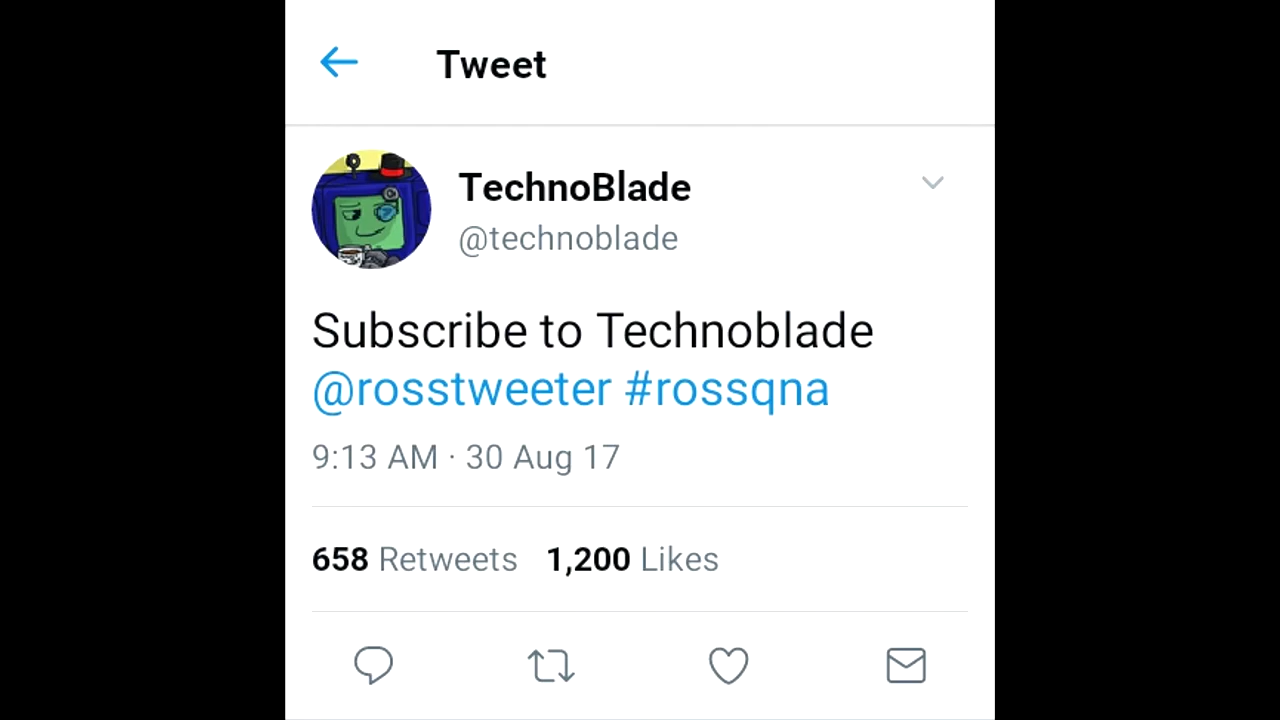 Tweet
TechnoBlade
@technoblade
Subscribe to Technoblade
@rosstweeter #rossqna
9:13 AM · 30 Aug 17
658 Retweets 1,200 Likes